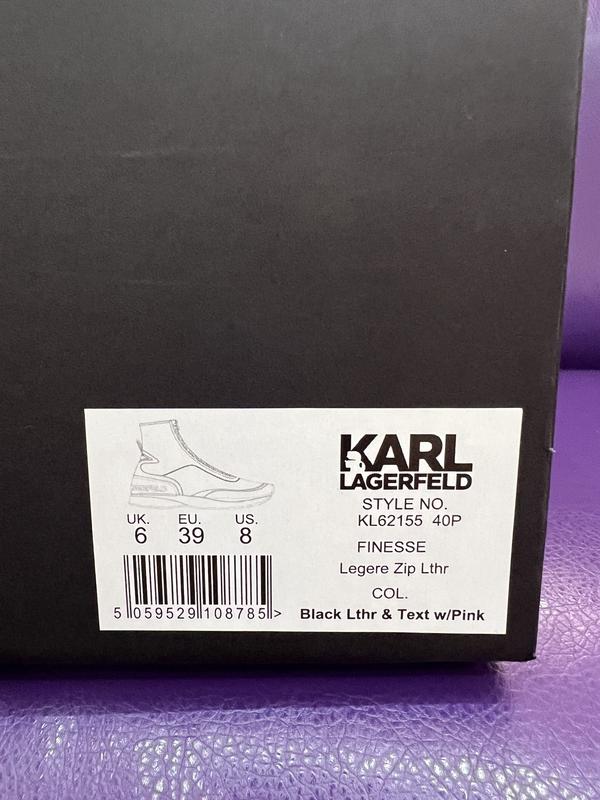 KARL
LAGERFELD
STYLE NO.
KL62155 40P
FINESSE
Legere Zip Lthr
COL.
Black Lthr & Text w/Pink
UK. EU. US.
6 39 8
5 059529 108785 >